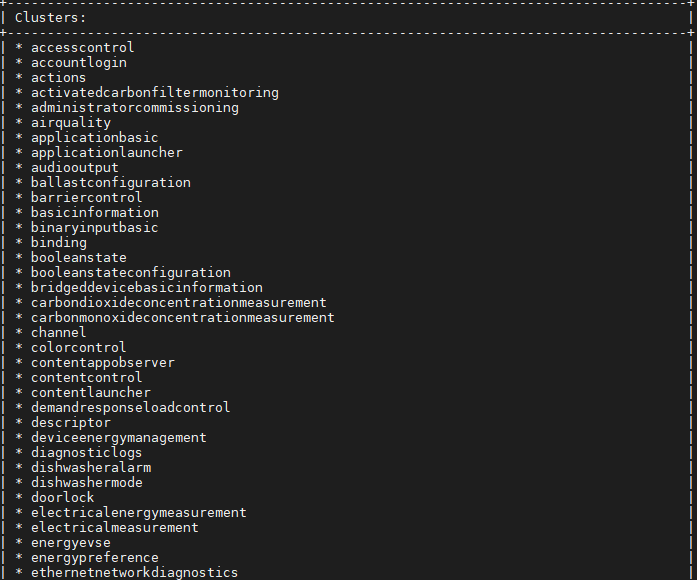 +-------------------------------------------------------------------------------------+
| Clusters: |
+-------------------------------------------------------------------------------------+
| * accesscontrol |
| * accountlogin |
| * actions |
| * activatedcarbonfiltermonitoring |
| * administratorcommissioning |
| * airquality |
| * applicationbasic |
| * applicationlauncher |
| * audiooutput |
| * ballastconfiguration |
| * barriercontrol |
| * basicinformation |
| * binaryinputbasic |
| * binding |
| * booleanstate |
| * booleanstateconfiguration |
| * bridgeddevicebasicinformation |
| * carbondioxideconcentrationmeasurement |
| * carbonmonoxideconcentrationmeasurement |
| * channel |
| * colorcontrol |
| * contentappobserver |
| * contentcontrol |
| * contentlauncher |
| * demandresponseloadcontrol |
| * descriptor |
| * deviceenergymanagement |
| * diagnosticlogs |
| * dishwasheralarm |
| * dishwashermode |
| * doorlock |
| * electricalenergymeasurement |
| * electricalmeasurement |
| * energyevse |
| * energypreference |
| * ethernetnetworkdiagnostics |